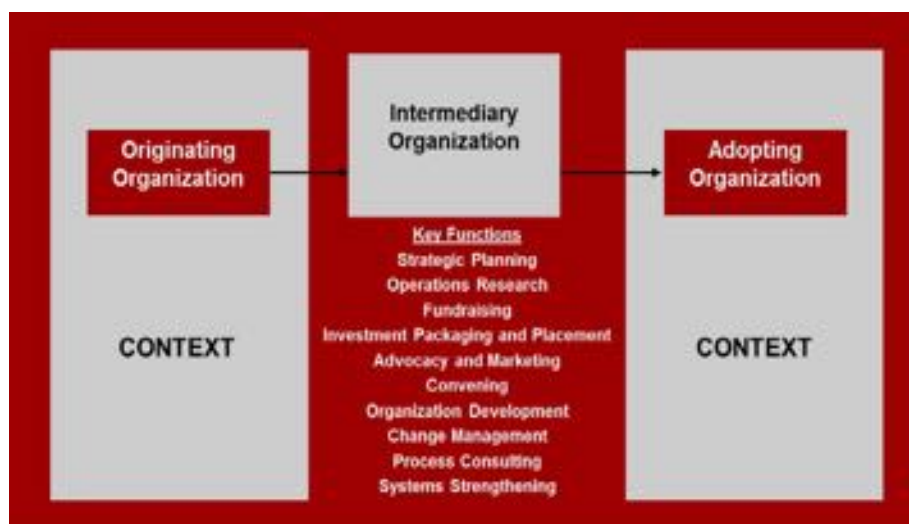 Originating
Organization
CONTEXT
Intermediary
Organization
Key Functions
Strategic Planning
Operations Research
Fundraising
Investment Packaging and Placement
Advocacy and Marketing
Convening
Organization Development
Change Management
Process Consulting
Systems Strengthening
Adopting
Organization
CONTEXT